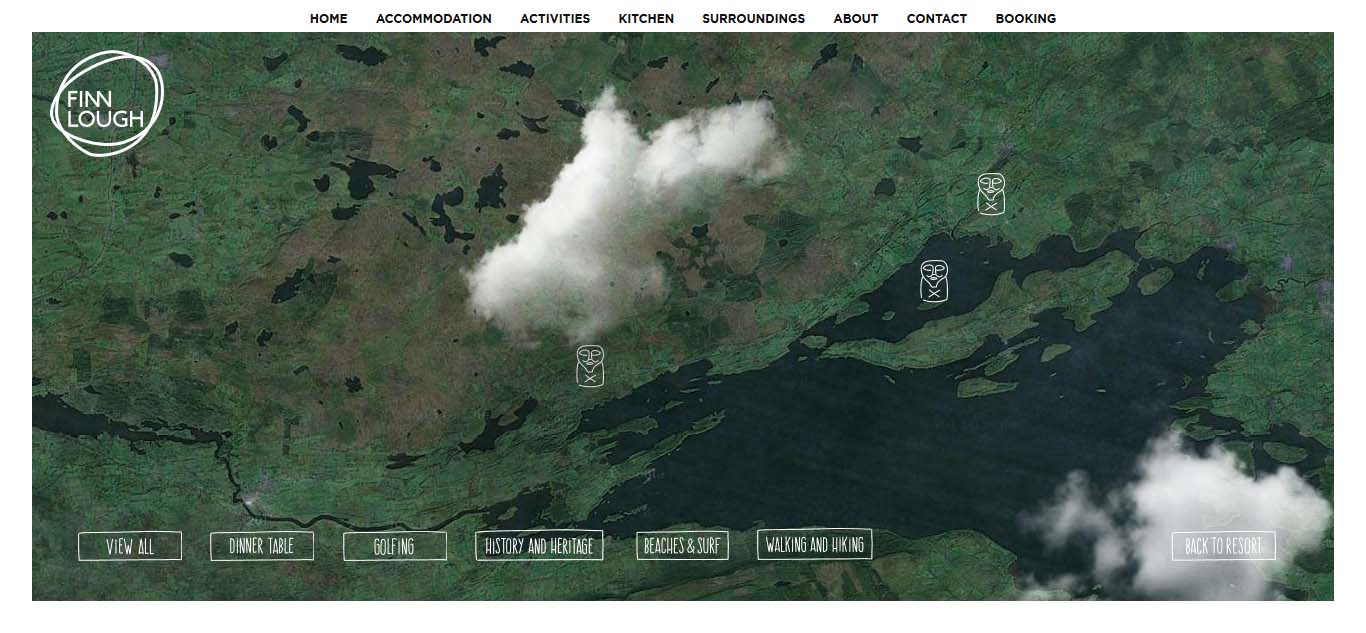 HOME ACCOMMODATION ACTIVITIES KITCHEN SURROUNDINGS ABOUT CONTACT BOOKING
FINN
LOUGH
VIEW ALL DINNER TABLE GOLFING HISTORY AND HERITAGE BEACHES & SURF WALKING AND HIKING BACK TO RESORT